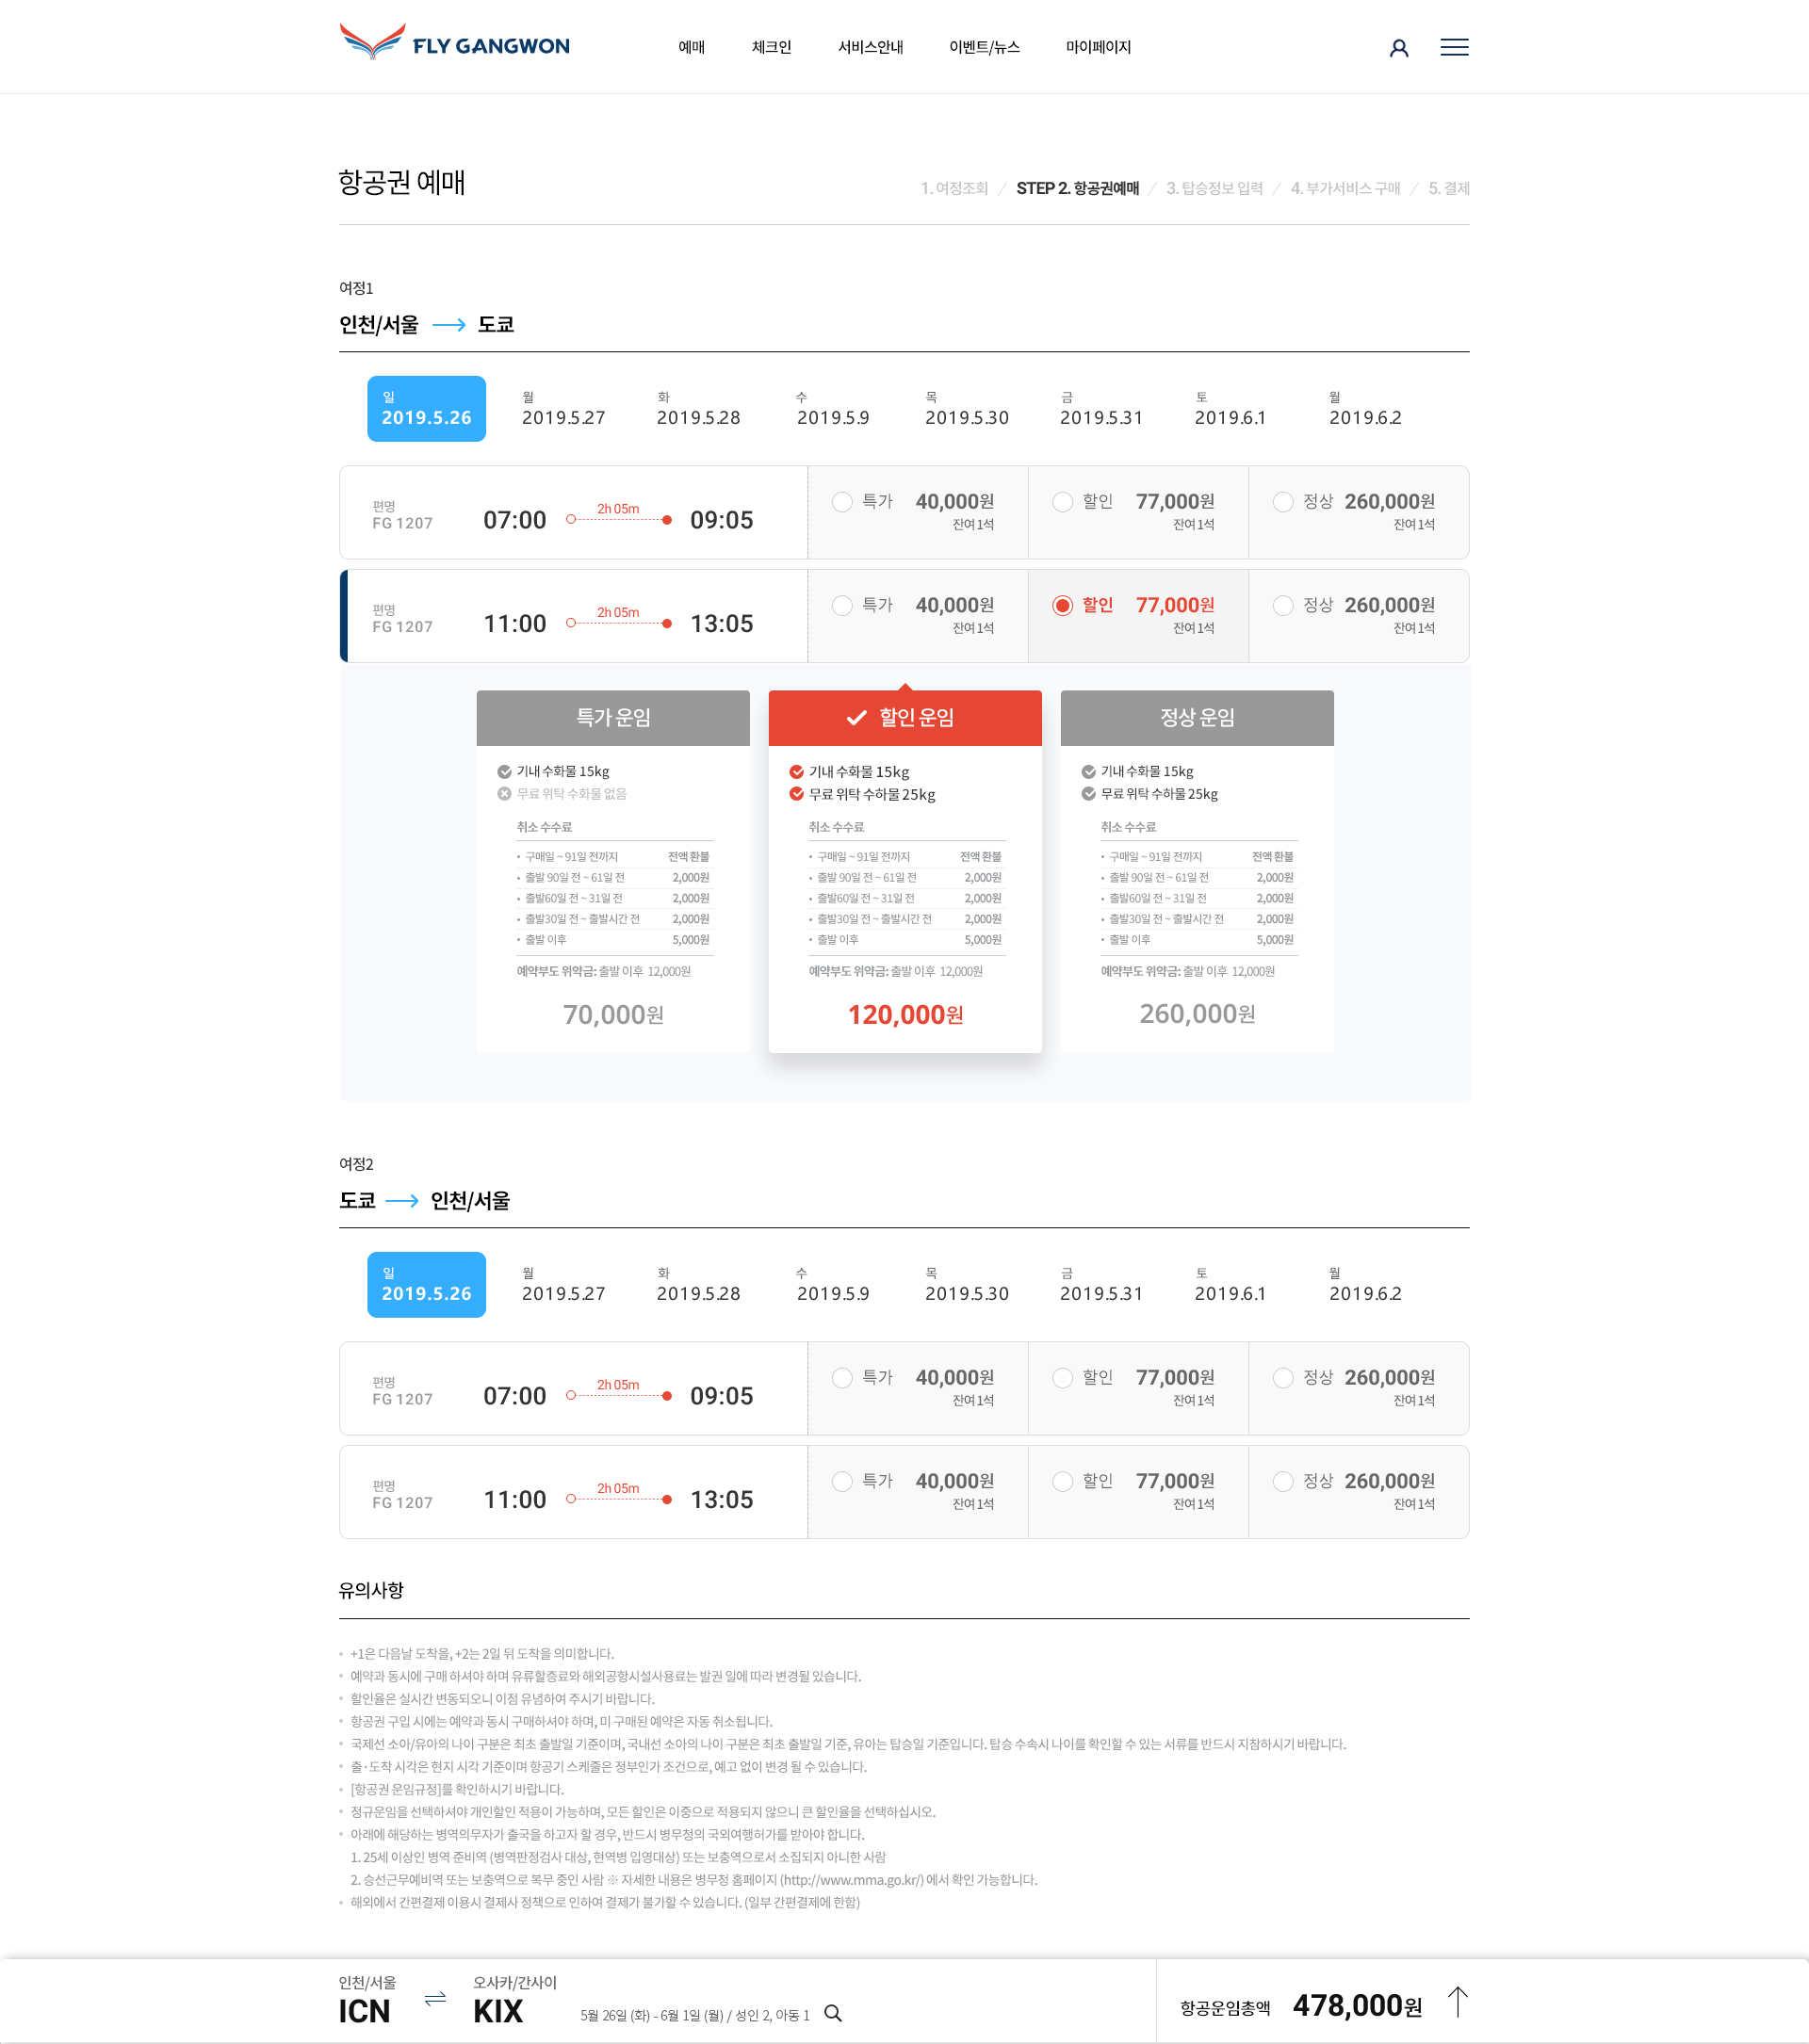 FLY GANGWON 예매 체크인 서비스안내 이벤트/뉴스 마이페이지
항공권 예매 1. 여정조회 / STEP 2. 항공권예매 / 3. 탑승정보 입력 / 4. 부가서비스 구매 / 5. 결제
여정1
인천/서울 도쿄
일 월 화 수 목 금 토 월
2019.5.26 2019.5.27 2019.5.28 2019.5.9 2019.5.30 2019.5.31 2019.6.1 2019.6.2
편명 2h 05m 특가 40,000원 할인 77,000원 정상 260,000원
FG 1207 07:00 09:05 잔여 1석 잔여 1석 잔여 1석
편명 2h 05m 특가 40,000원 할인 77,000원 정상 260,000원
FG 1207 11:00 13:05 잔여 1석 잔여 1석 잔여 1석
특가 운임
기내 수화물 15kg
무료 위탁 수화물 없음
취소 수수료
• 구매일 ~ 91일 전까지 전액 환불
• 출발 90일 전 ~ 61일 전 2,000원
• 출발60일 전 ~ 31일 전 2,000원
• 출발30일 전 ~ 출발시간 전 2,000원
• 출발 이후 5,000원
예약부도 위약금: 출발 이후 12,000원
70,000원
할인 운임
기내 수화물 15kg
무료 위탁 수하물 25kg
취소 수수료
• 구매일 ~ 91일 전까지 전액 환불
• 출발 90일 전 ~ 61일 전 2,000원
• 출발60일 전 ~ 31일 전 2,000원
• 출발30일 전 ~ 출발시간 전 2,000원
• 출발 이후 5,000원
예약부도 위약금: 출발 이후 12,000원
120,000원
정상 운임
기내 수화물 15kg
무료 위탁 수하물 25kg
취소 수수료
• 구매일 ~ 91일 전까지 전액 환불
• 출발 90일 전 ~ 61일 전 2,000원
• 출발60일 전 ~ 31일 전 2,000원
• 출발30일 전 ~ 출발시간 전 2,000원
• 출발 이후 5,000원
예약부도 위약금: 출발 이후 12,000원
260,000원
여정2
도쿄 인천/서울
일 월 화 수 목 금 토 월
2019.5.26 2019.5.27 2019.5.28 2019.5.9 2019.5.30 2019.5.31 2019.6.1 2019.6.2
편명 2h 05m 특가 40,000원 할인 77,000원 정상 260,000원
FG 1207 07:00 09:05 잔여 1석 잔여 1석 잔여 1석
편명 2h 05m 특가 40,000원 할인 77,000원 정상 260,000원
FG 1207 11:00 13:05 잔여 1석 잔여 1석 잔여 1석
유의사항
• +1은 다음날 도착을, +2는 2일 뒤 도착을 의미합니다.
• 예약과 동시에 구매 하셔야 하며 유류할증료와 해외공항시설사용료는 발권 일에 따라 변경될 있습니다.
• 할인율은 실시간 변동되오니 이점 유념하여 주시기 바랍니다.
• 항공권 구입 시에는 예약과 동시 구매하셔야 하며, 미 구매된 예약은 자동 취소됩니다.
• 국제선 소아/유아의 나이 구분은 최초 출발일 기준이며, 국내선 소아의 나이 구분은 최초 출발일 기준, 유아는 탑승일 기준입니다. 탑승 수속시 나이를 확인할 수 있는 서류를 반드시 지참하시기 바랍니다.
• 출·도착 시각은 현지 시각 기준이며 항공기 스케줄은 정부인가 조건으로, 예고 없이 변경 될 수 있습니다.
• [항공권 운임규정]를 확인하시기 바랍니다.
• 정규운임을 선택하셔야 개인할인 적용이 가능하며, 모든 할인은 이중으로 적용되지 않으니 큰 할인율을 선택하십시오.
• 아래에 해당하는 병역의무자가 출국을 하고자 할 경우, 반드시 병무청의 국외여행허가를 받아야 합니다.
1. 25세 이상인 병역 준비역 (병역판정검사 대상, 현역병 입영대상) 또는 보충역으로서 소집되지 아니한 사람
2. 승선근무예비역 또는 보충역으로 복무 중인 사람 ※ 자세한 내용은 병무청 홈페이지 (http://www.mma.go.kr/) 에서 확인 가능합니다.
• 해외에서 간편결제 이용시 결제사 정책으로 인하여 결제가 불가할 수 있습니다. (일부 간편결제에 한함)
인천/서울 오사카/간사이
ICN KIX 5월 26일 (화) - 6월 1일 (월) / 성인 2, 아동 1 항공운임총액 478,000원